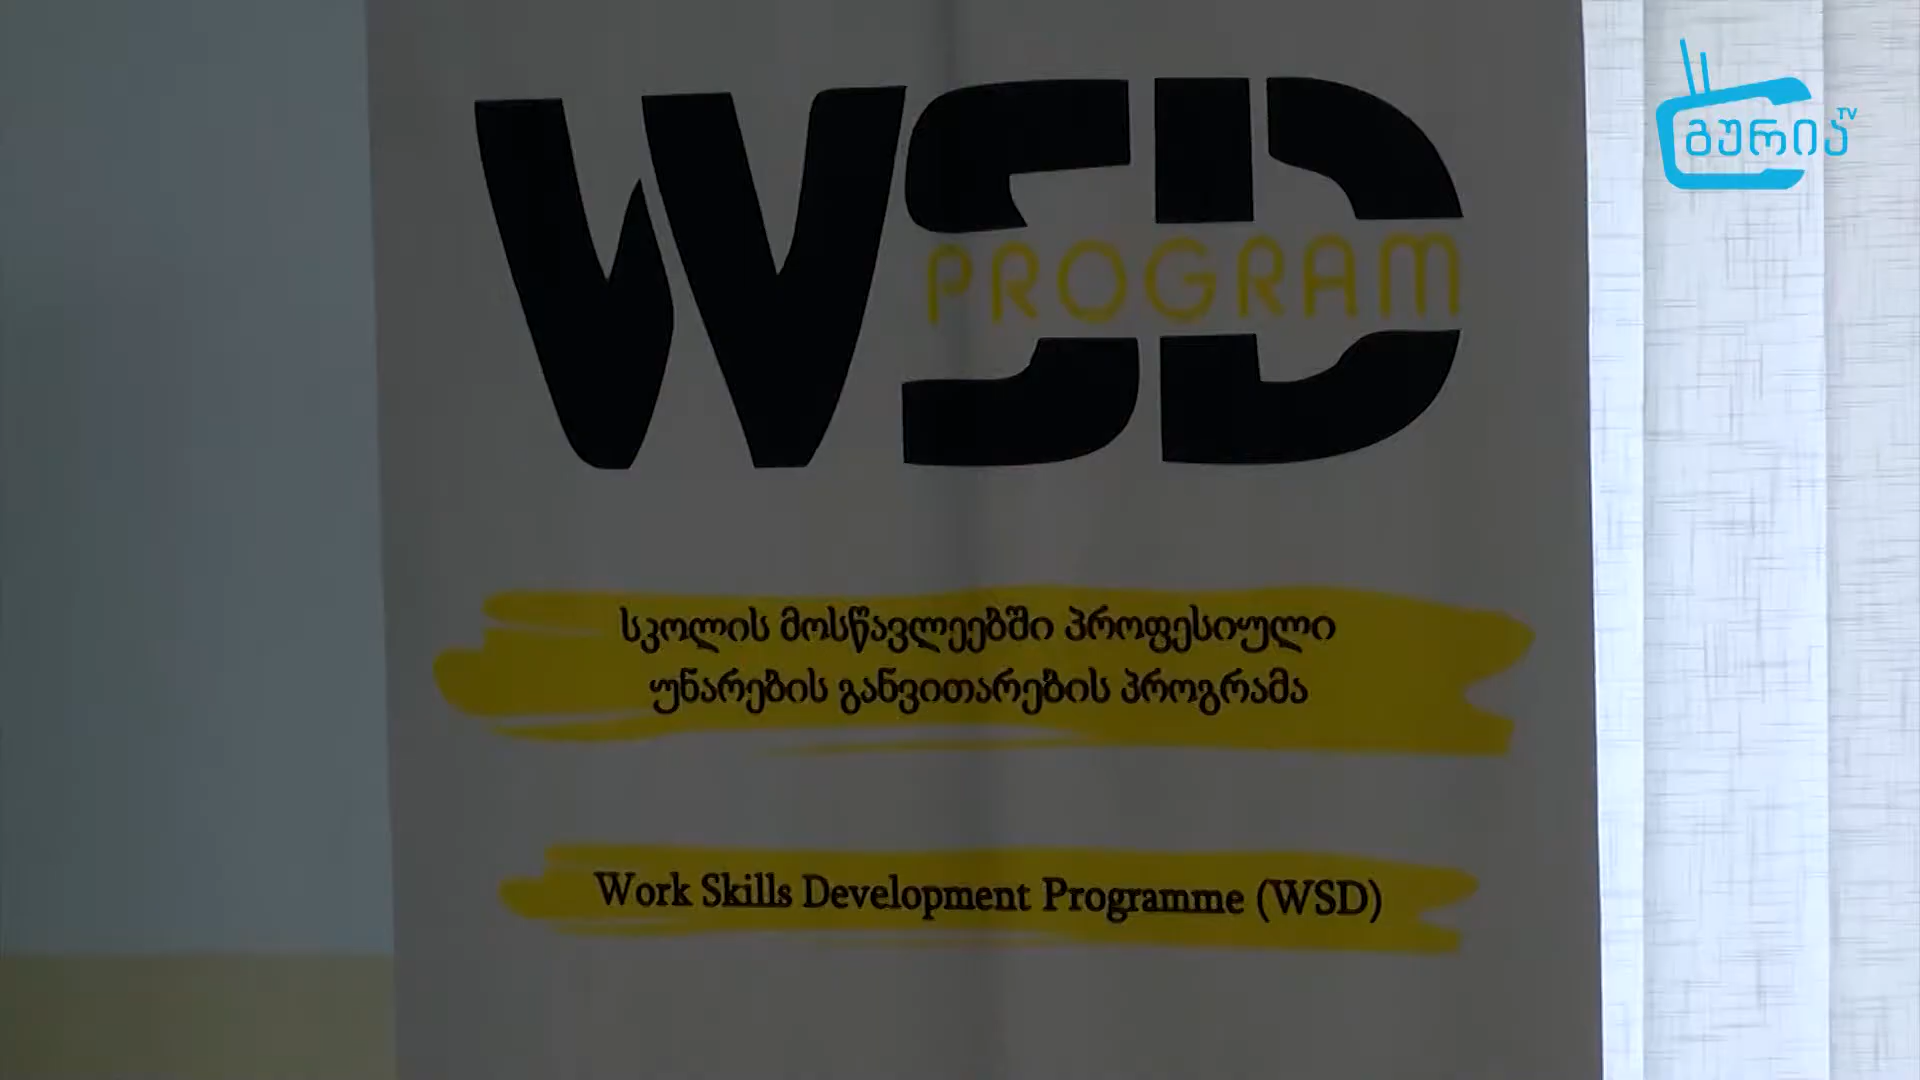 WSD
PROGRAM
გურია TV
სკოლის მოსწავლეებში პროფესიული
უნარების განვითარების პროგრამა
Work Skills Development Programme (WSD)